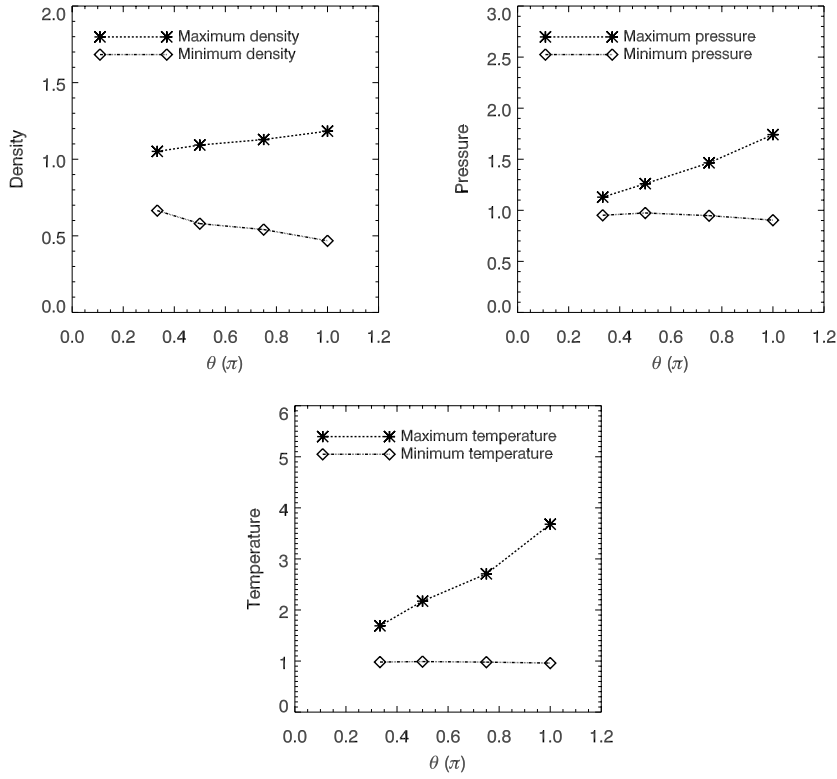 2.0
1.5
1.0
0.5
0.0
Density
Maximum density
Minimum density
0.0 0.2 0.4 0.6 0.8 1.0 1.2
θ (π)
3.0
2.5
2.0
1.5
1.0
0.5
0.0
Pressure
Maximum pressure
Minimum pressure
0.0 0.2 0.4 0.6 0.8 1.0 1.2
θ (π)
6
5
4
3
2
1
0
Temperature
Maximum temperature
Minimum temperature
0.0 0.2 0.4 0.6 0.8 1.0 1.2
θ (π)